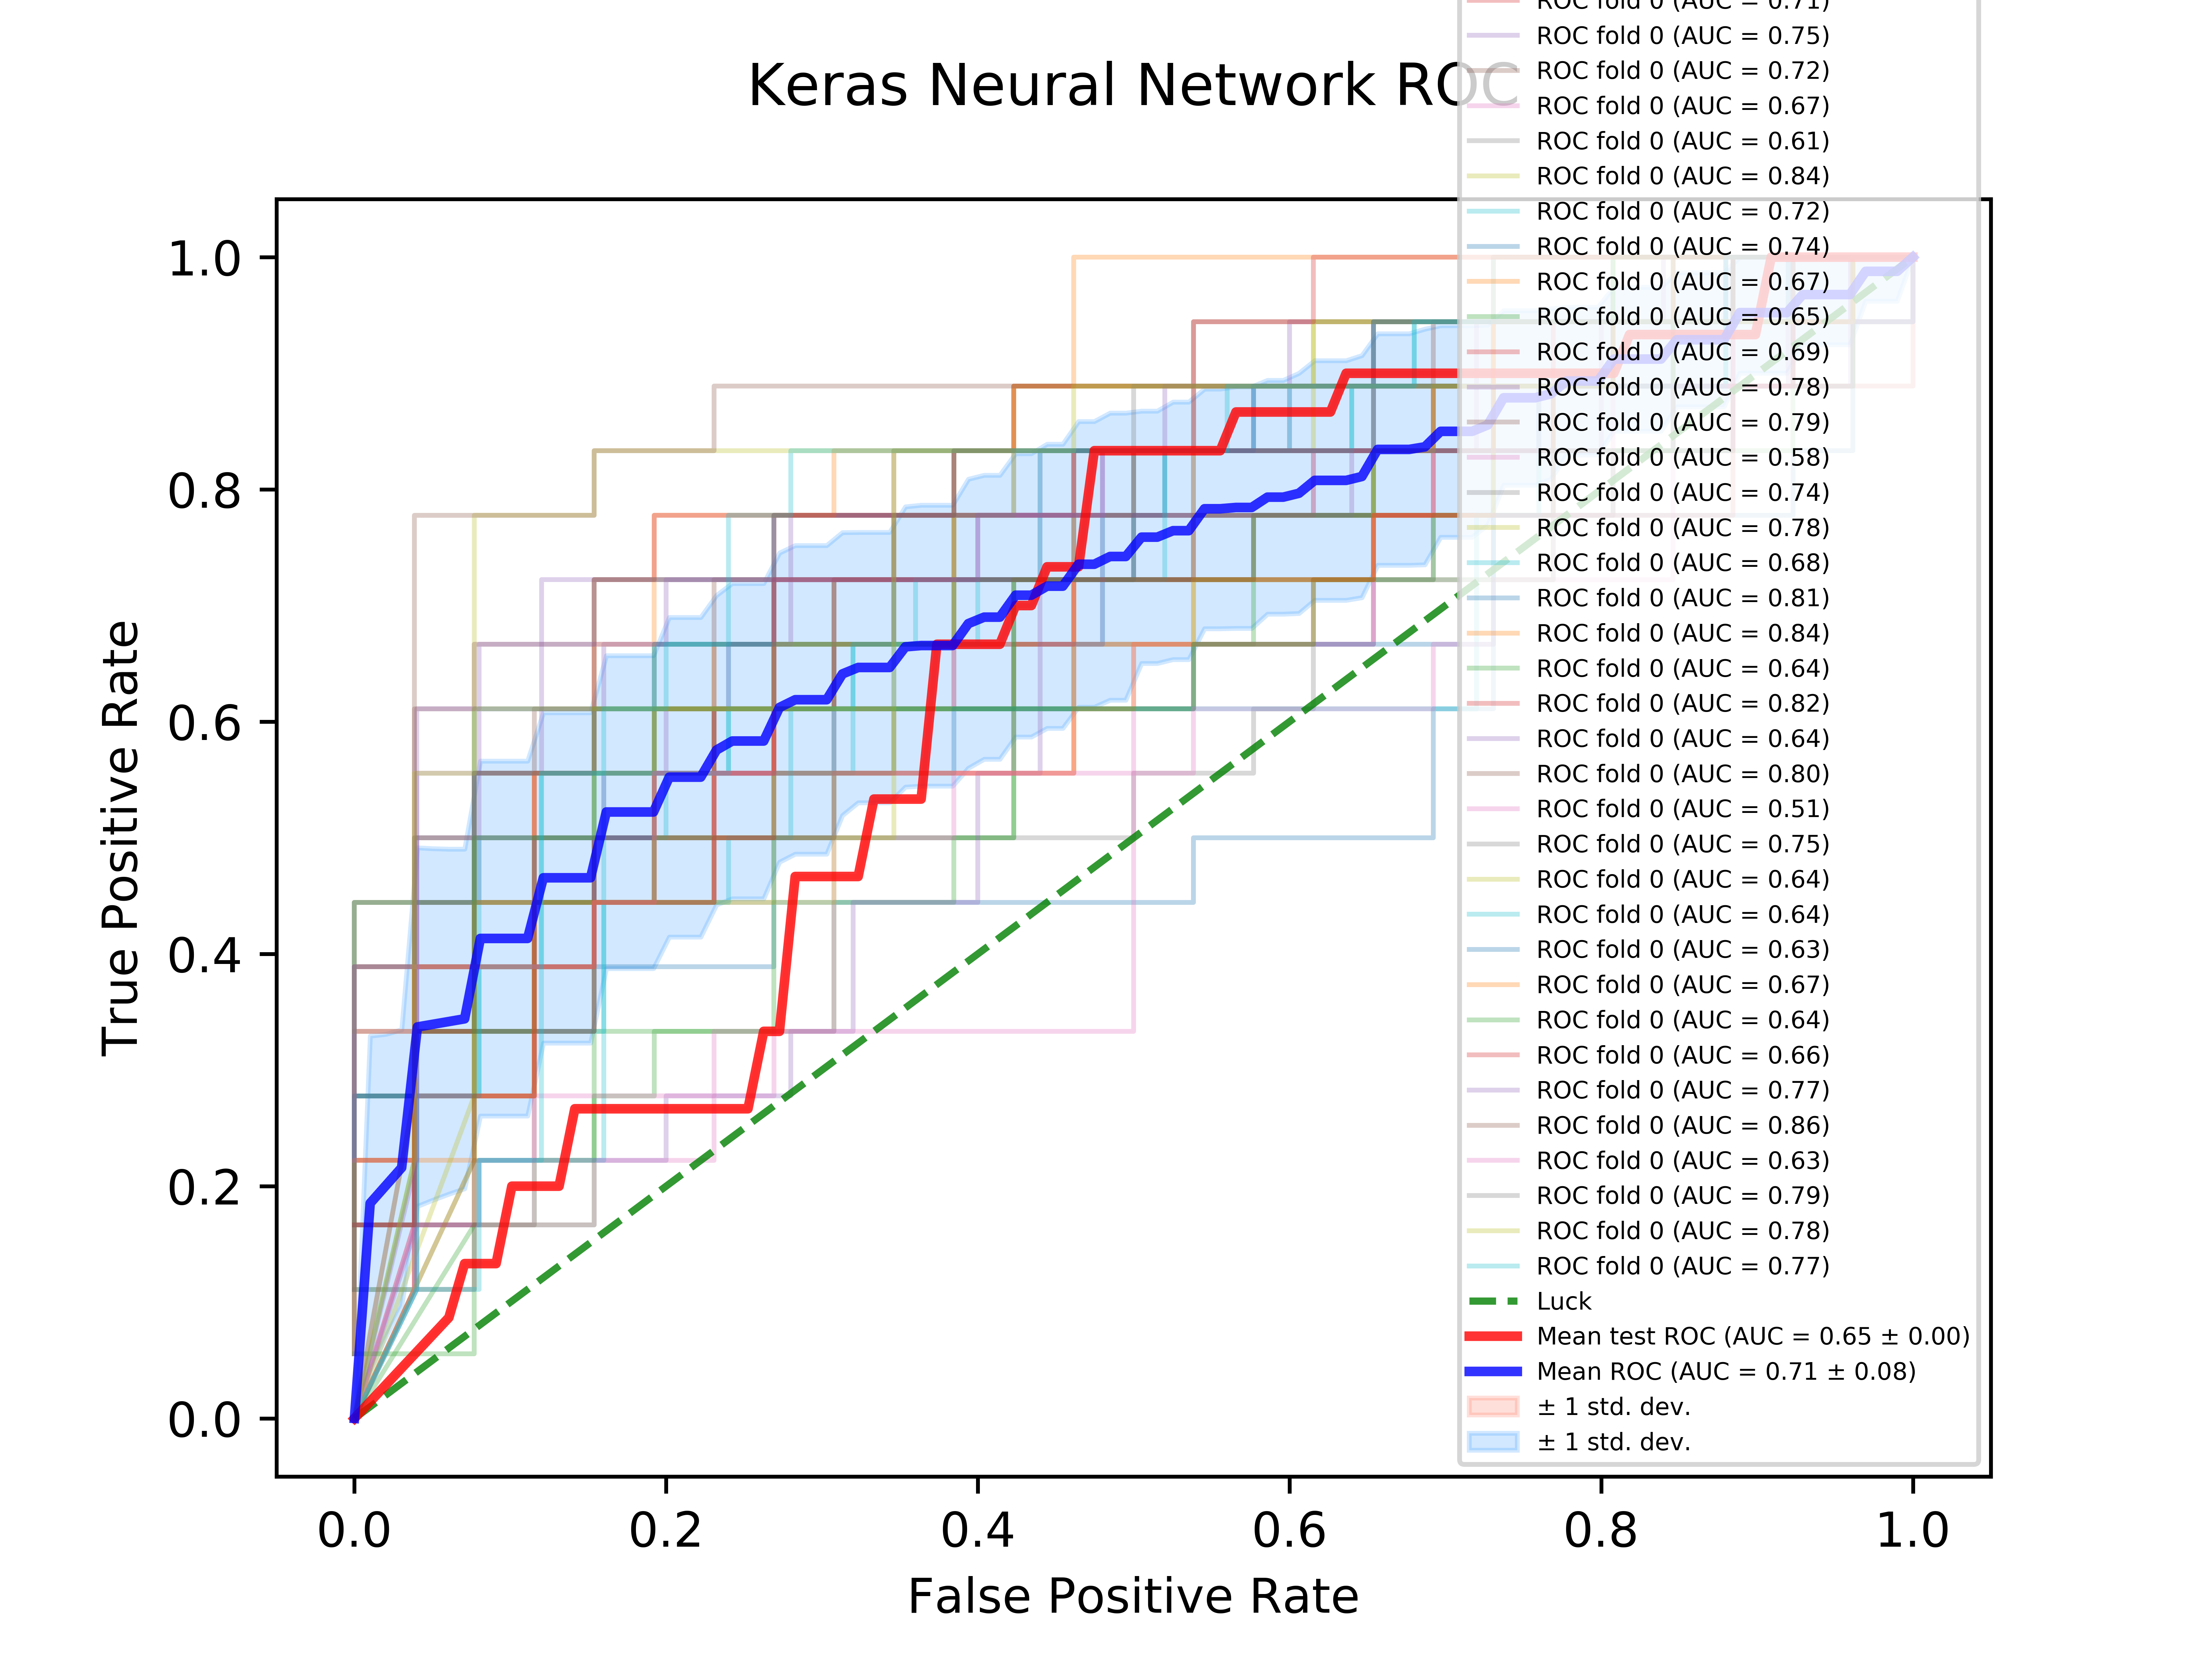 ROC fold 0 (AUC = 0.71)
ROC fold 0 (AUC = 0.75)
Keras Neural Network ROC
ROC fold 0 (AUC = 0.72)
ROC fold 0 (AUC = 0.67)
ROC fold 0 (AUC = 0.61)
ROC fold 0 (AUC = 0.84)
ROC fold 0 (AUC = 0.72)
ROC fold 0 (AUC = 0.74)
ROC fold 0 (AUC = 0.67)
ROC fold 0 (AUC = 0.65)
ROC fold 0 (AUC = 0.69)
ROC fold 0 (AUC = 0.78)
ROC fold 0 (AUC = 0.79)
ROC fold 0 (AUC = 0.58)
ROC fold 0 (AUC = 0.74)
ROC fold 0 (AUC = 0.78)
ROC fold 0 (AUC = 0.68)
ROC fold 0 (AUC = 0.81)
ROC fold 0 (AUC = 0.84)
ROC fold 0 (AUC = 0.64)
ROC fold 0 (AUC = 0.82)
ROC fold 0 (AUC = 0.64)
ROC fold 0 (AUC = 0.80)
ROC fold 0 (AUC = 0.51)
ROC fold 0 (AUC = 0.75)
ROC fold 0 (AUC = 0.64)
ROC fold 0 (AUC = 0.64)
ROC fold 0 (AUC = 0.63)
ROC fold 0 (AUC = 0.67)
ROC fold 0 (AUC = 0.64)
ROC fold 0 (AUC = 0.66)
ROC fold 0 (AUC = 0.77)
ROC fold 0 (AUC = 0.86)
ROC fold 0 (AUC = 0.63)
ROC fold 0 (AUC = 0.79)
ROC fold 0 (AUC = 0.78)
ROC fold 0 (AUC = 0.77)
Luck
Mean test ROC (AUC = 0.65 ± 0.00)
Mean ROC (AUC = 0.71 ± 0.08)
± 1 std. dev.
± 1 std. dev.
True Positive Rate
1.0
0.8
0.6
0.4
0.2
0.0
0.0 0.2 0.4 0.6 0.8 1.0
False Positive Rate